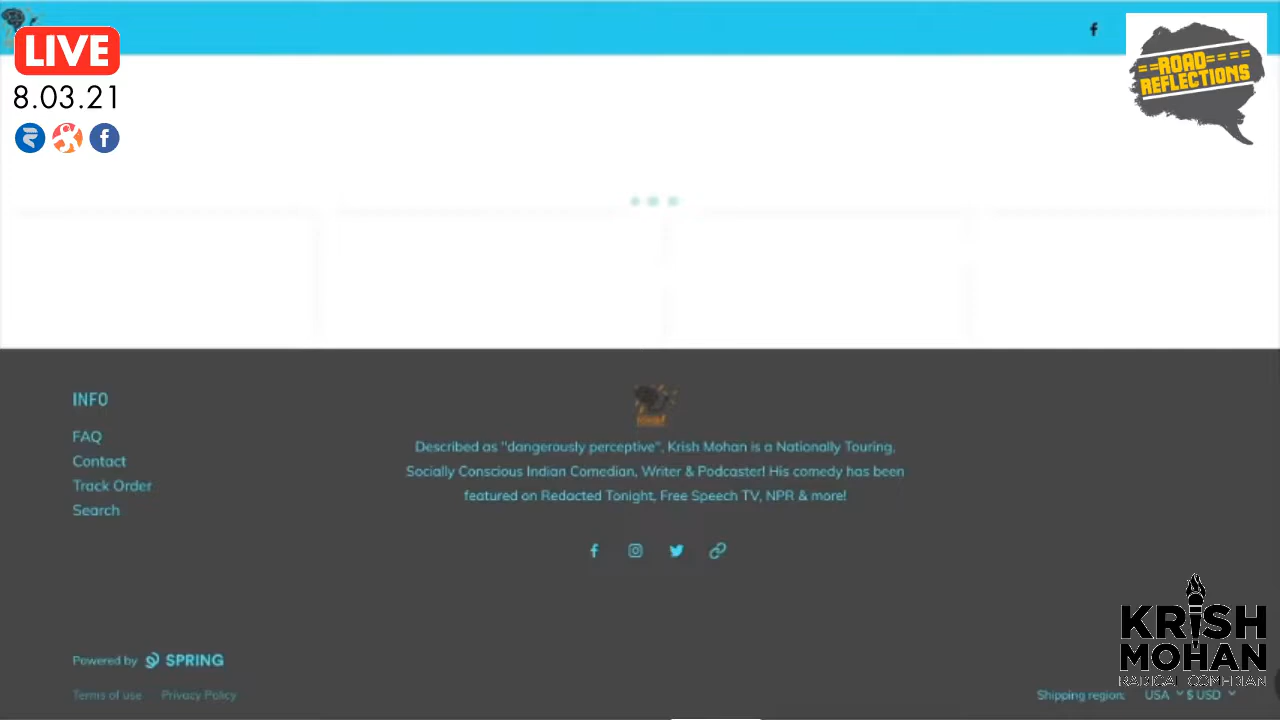 LIVE
8.03.21
==ROAD====
REFLECTIONS
INFO
FAQ
Contact
Track Order
Search
Described as "dangerously perceptive", Krish Mohan is a Nationally Touring,
Socially Conscious Indian Comedian, Writer & Podcaster! His comedy has been
featured on Redacted Tonight, Free Speech TV, NPR & more!
Powered by SPRING
Terms of use Privacy Policy
Shipping region: USA $ USD
KRISH
MOHAN
RADICAL COMEDIAN